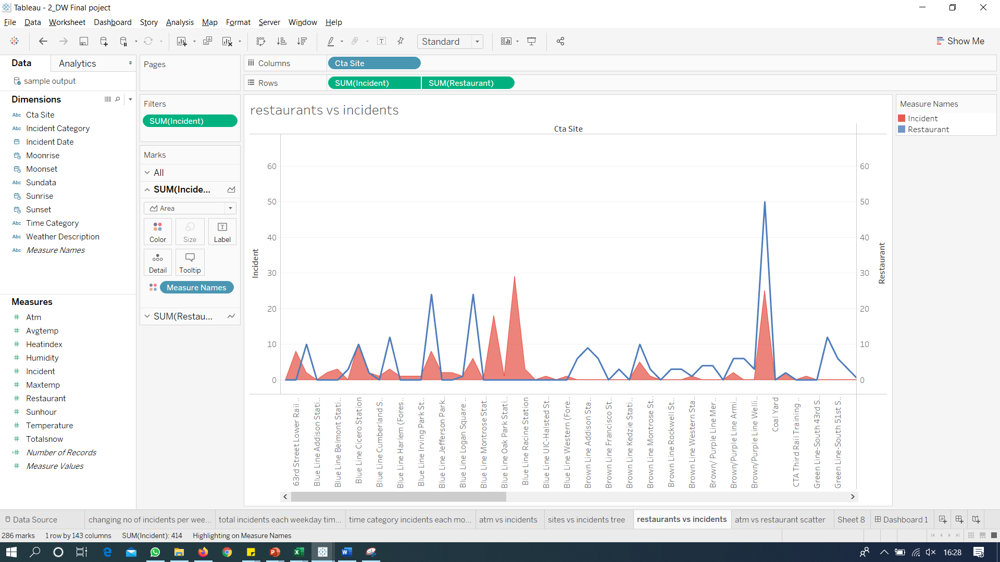 Tableau - 2_DW Final poject
File Data Worksheet Dashboard Story Analysis Map Format Server Window Help
Standard
Show Me
Data
Analytics
sample output
Dimensions
Abc Cta Site
Abc Incident Category
Incident Date
Moonrise
Moonset
Abc Sundata
Sunrise
Sunset
Abc Time Category
Abc Weather Description
Abc Measure Names
Measures
# Atm
# Avgtemp
# Heatindex
# Humidity
# Incident
# Maxtemp
# Restaurant
# Sunhour
# Temperature
# Totalsnow
=# Number of Records
# Measure Values
Pages
Filters
SUM(Incident)
Marks
All
SUM(Incide...
Area
Color Size Label
Detail Tooltip
Measure Names
SUM(Restau...
Columns Cta Site
Rows SUM(Incident) SUM(Restaurant)
restaurants vs incidents
Cta Site
Incident
60
50
40
30
20
10
0
60
50
40
30
20
10
0
Restaurant
63rd Street Lower Rail ..
Blue Line Addison Stati..
Blue Line Belmont Stati..
Blue Line Cicero Station
Blue Line Cumberland S..
Blue Line Harlem (Fores..
Blue Line Irving Park St..
Blue Line Jefferson Park..
Blue Line Logan Square ..
Blue Line Montrose Stat..
Blue Line Oak Park Stati..
Blue Line Racine Station
Blue Line UIC-Halsted St..
Blue Line Western (Fore..
Brown Line Addison Sta..
Brown Line Francisco St..
Brown Line Kedzie Stati..
Brown Line Montrose St..
Brown Line Rockwell St..
Brown Line Western Sta..
Brown/ Purple Line Mer..
Brown/Purple Line Armi..
Brown/Purple Line Welli..
Coal Yard
CTA Third Rail Training ..
Green Line-South 43rd S..
Green Line-South 51st S..
Measure Names
Incident
Restaurant
Data Source
changing no of incidents per wee...
total incidents each weekday tim...
time category incidents each mo...
atm vs incidents
sites vs incidents tree
restaurants vs incidents
atm vs restaurant scatter
Sheet 8
Dashboard 1
286 marks 1 row by 143 columns SUM(Incident): 414 Highlighting on Measure Names
16:28